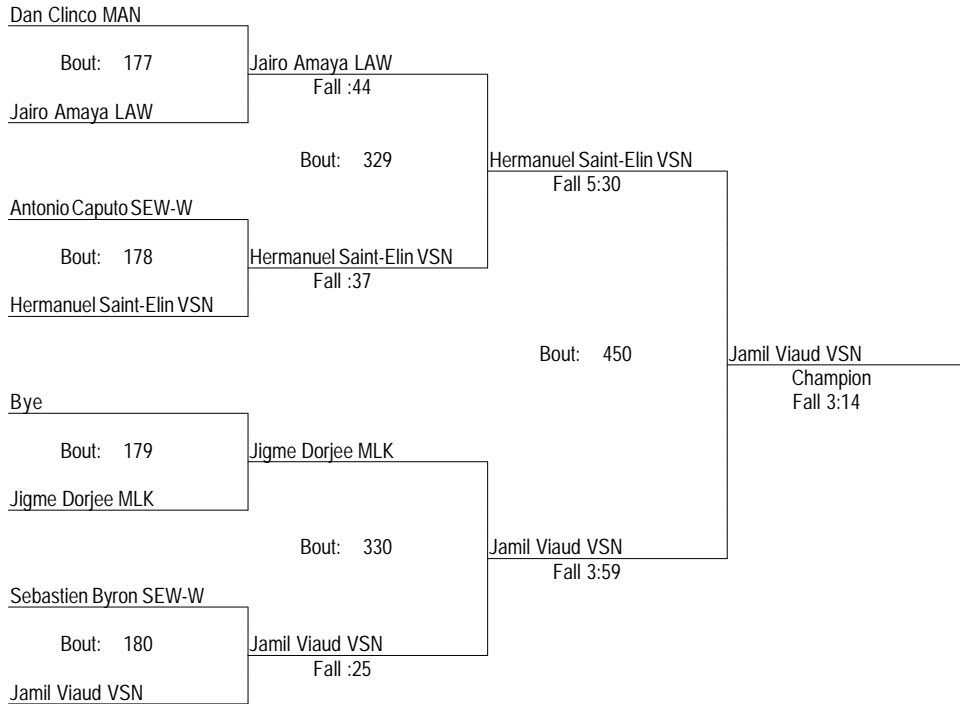 Dan Clinco MAN
Bout: 177
Jairo Amaya LAW
Fall :44
Jairo Amaya LAW
Bout: 329
Hermanuel Saint-Elin VSN
Fall 5:30
Antonio Caputo SEW-W
Bout: 178
Hermanuel Saint-Elin VSN
Fall :37
Hermanuel Saint-Elin VSN
Bout: 450
Jamil Viaud VSN
Champion
Fall 3:14
Bye
Bout: 179
Jigme Dorjee MLK
Jigme Dorjee MLK
Bout: 330
Jamil Viaud VSN
Fall 3:59
Sebastien Byron SEW-W
Bout: 180
Jamil Viaud VSN
Fall :25
Jamil Viaud VSN